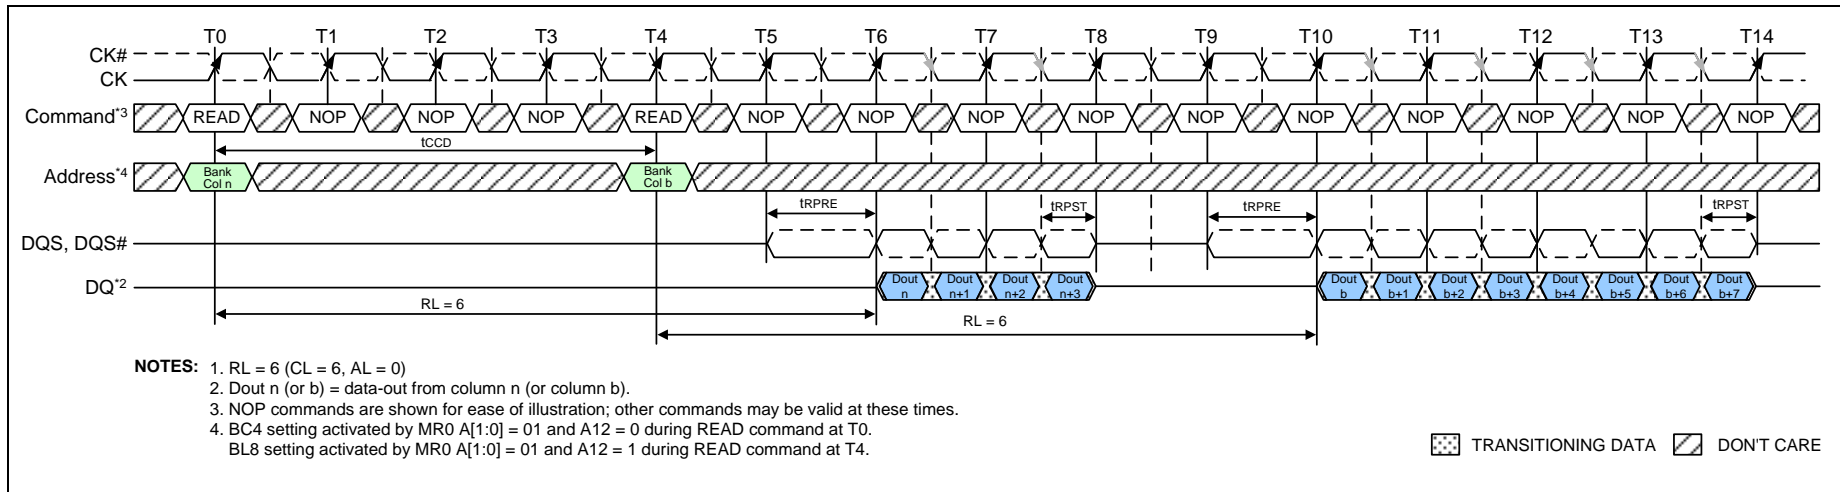 T0 T1 T2 T3 T4 T5 T6 T7 T8 T9 T10 T11 T12 T13 T14
CK#
CK
Command*3 READ NOP NOP NOP READ NOP NOP NOP NOP NOP NOP NOP NOP NOP NOP
tCCD
Address*4 Bank Col n Bank Col b
tRPRE tRPST tRPRE tRPST
DQS, DQS#
DQ*2 Dout n Dout n+1 Dout n+2 Dout n+3 Dout b Dout b+1 Dout b+2 Dout b+3 Dout b+4 Dout b+5 Dout b+6 Dout b+7
RL = 6
RL = 6
NOTES: 1. RL = 6 (CL = 6, AL = 0)
2. Dout n (or b) = data-out from column n (or column b).
3. NOP commands are shown for ease of illustration; other commands may be valid at these times.
4. BC4 setting activated by MR0 A[1:0] = 01 and A12 = 0 during READ command at T0.
BL8 setting activated by MR0 A[1:0] = 01 and A12 = 1 during READ command at T4.
TRANSITIONING DATA DON'T CARE